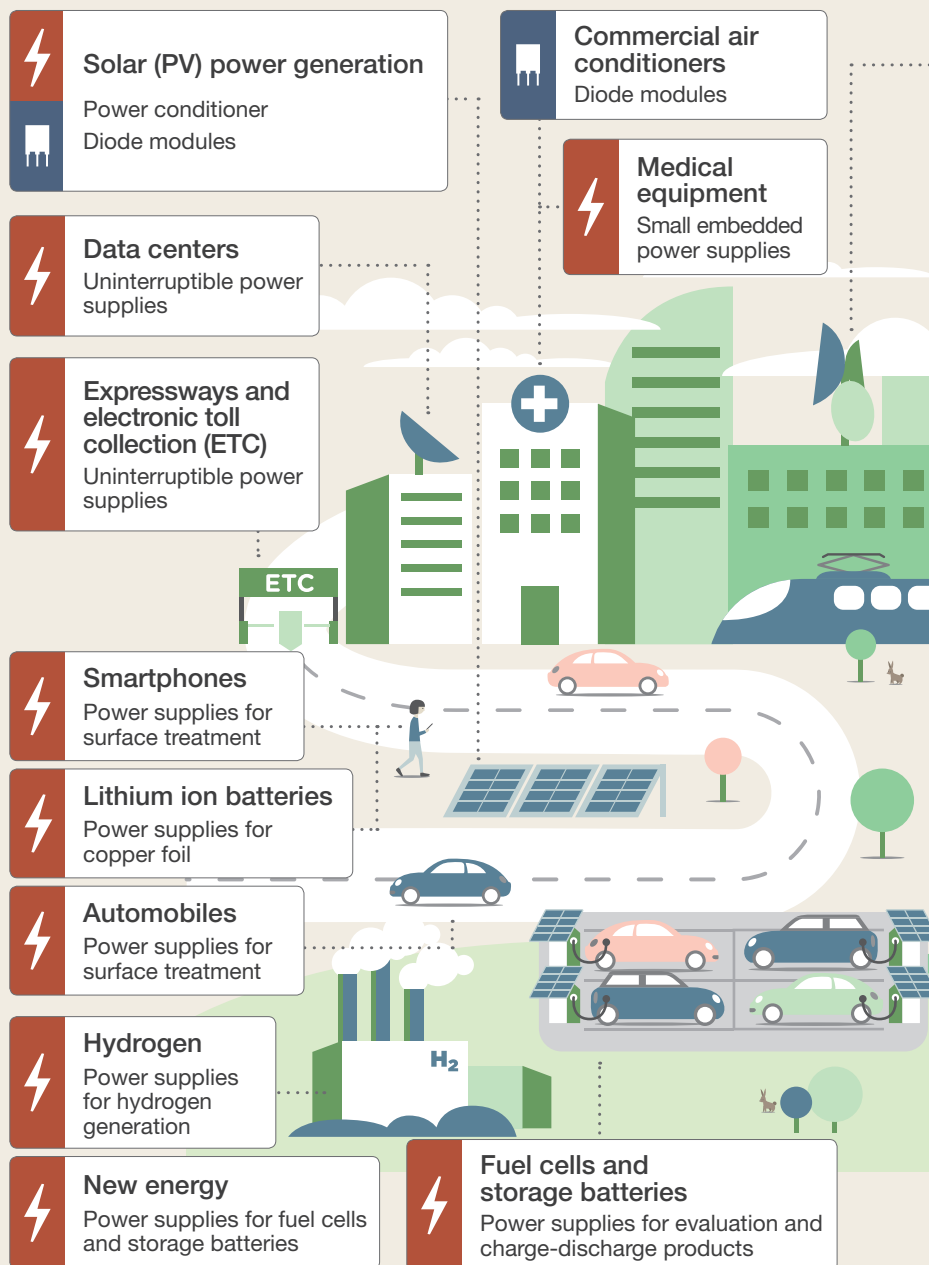 Solar (PV) power generation
Power conditioner
Diode modules
Commercial air
conditioners
Diode modules
Medical
equipment
Small embedded
power supplies
Data centers
Uninterruptible power
supplies
Expressways and
electronic toll
collection (ETC)
Uninterruptible power
supplies
ETC
Smartphones
Power supplies for
surface treatment
Lithium ion batteries
Power supplies for
copper foil
Automobiles
Power supplies for
surface treatment
Hydrogen
Power supplies
for hydrogen
generation
H₂
New energy
Power supplies for fuel cells
and storage batteries
Fuel cells and
storage batteries
Power supplies for evaluation and
charge-discharge products